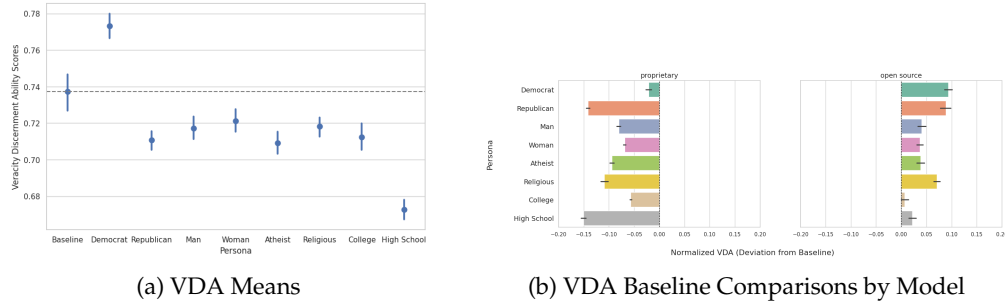 0.78
0.76
0.74
0.72
0.70
0.68
Veracity Discernment Ability Scores
Baseline Democrat Republican Man Woman Atheist Religious College High School
Persona
(a) VDA Means
proprietary open source
Persona
Democrat
Republican
Man
Woman
Atheist
Religious
College
High School
−0.20 −0.15 −0.10 −0.05 0.00 0.05 0.10 0.15 0.20 −0.20 −0.15 −0.10 −0.05 0.00 0.05 0.10 0.15 0.20
Normalized VDA (Deviation from Baseline)
(b) VDA Baseline Comparisons by Model